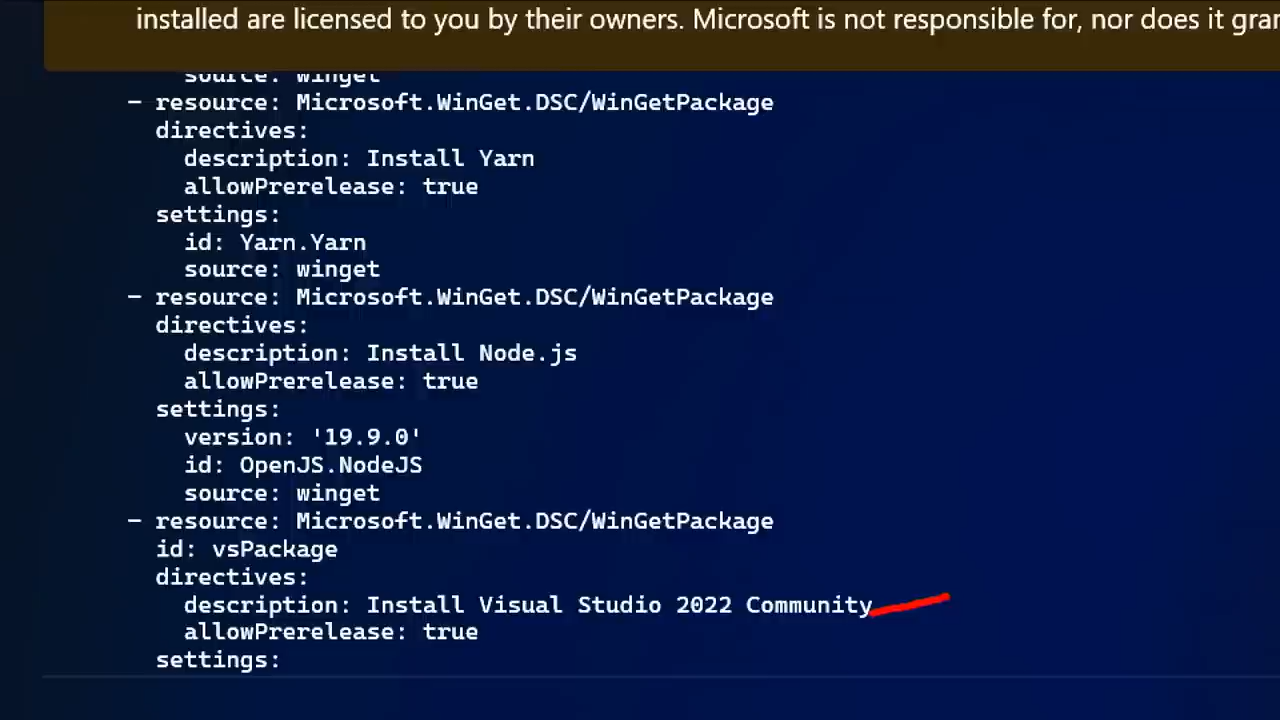 installed are licensed to you by their owners. Microsoft is not responsible for, nor does it
source: winget
- resource: Microsoft.WinGet.DSC/WinGetPackage
directives:
description: Install Yarn
allowPrerelease: true
settings:
id: Yarn.Yarn
source: winget
- resource: Microsoft.WinGet.DSC/WinGetPackage
directives:
description: Install Node.js
allowPrerelease: true
settings:
version: '19.9.0'
id: OpenJS.NodeJS
source: winget
- resource: Microsoft.WinGet.DSC/WinGetPackage
id: vsPackage
directives:
description: Install Visual Studio 2022 Community
allowPrerelease: true
settings: